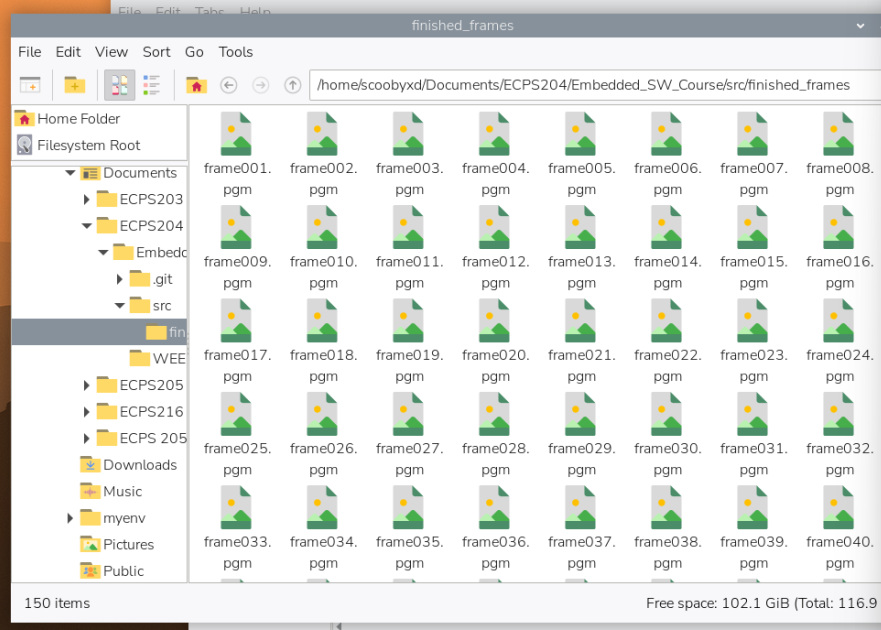 File Edit Tabs Help
finished_frames
File Edit View Sort Go Tools
/home/scoobyxd/Documents/ECPS204/Embedded_SW_Course/src/finished_frames
Home Folder
Filesystem Root
Documents
ECPS203
ECPS204
Embedd
.git
src
fin
WEE
ECPS205
ECPS216
ECPS 205
Downloads
Music
myenv
Pictures
Public
frame001. frame002. frame003. frame004. frame005. frame006. frame007. frame008.
pgm pgm pgm pgm pgm pgm pgm pgm
frame009. frame010. frame011. frame012. frame013. frame014. frame015. frame016.
pgm pgm pgm pgm pgm pgm pgm pgm
frame017. frame018. frame019. frame020. frame021. frame022. frame023. frame024.
pgm pgm pgm pgm pgm pgm pgm pgm
frame025. frame026. frame027. frame028. frame029. frame030. frame031. frame032.
pgm pgm pgm pgm pgm pgm pgm pgm
frame033. frame034. frame035. frame036. frame037. frame038. frame039. frame040.
pgm pgm pgm pgm pgm pgm pgm pgm
150 items
Free space: 102.1 GiB (Total: 116.9